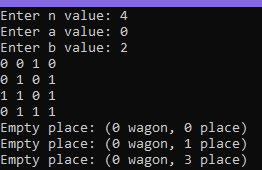 Enter n value: 4
Enter a value: 0
Enter b value: 2
0 0 1 0
0 1 0 1
1 1 0 1
0 1 1 1
Empty place: (0 wagon, 0 place)
Empty place: (0 wagon, 1 place)
Empty place: (0 wagon, 3 place)